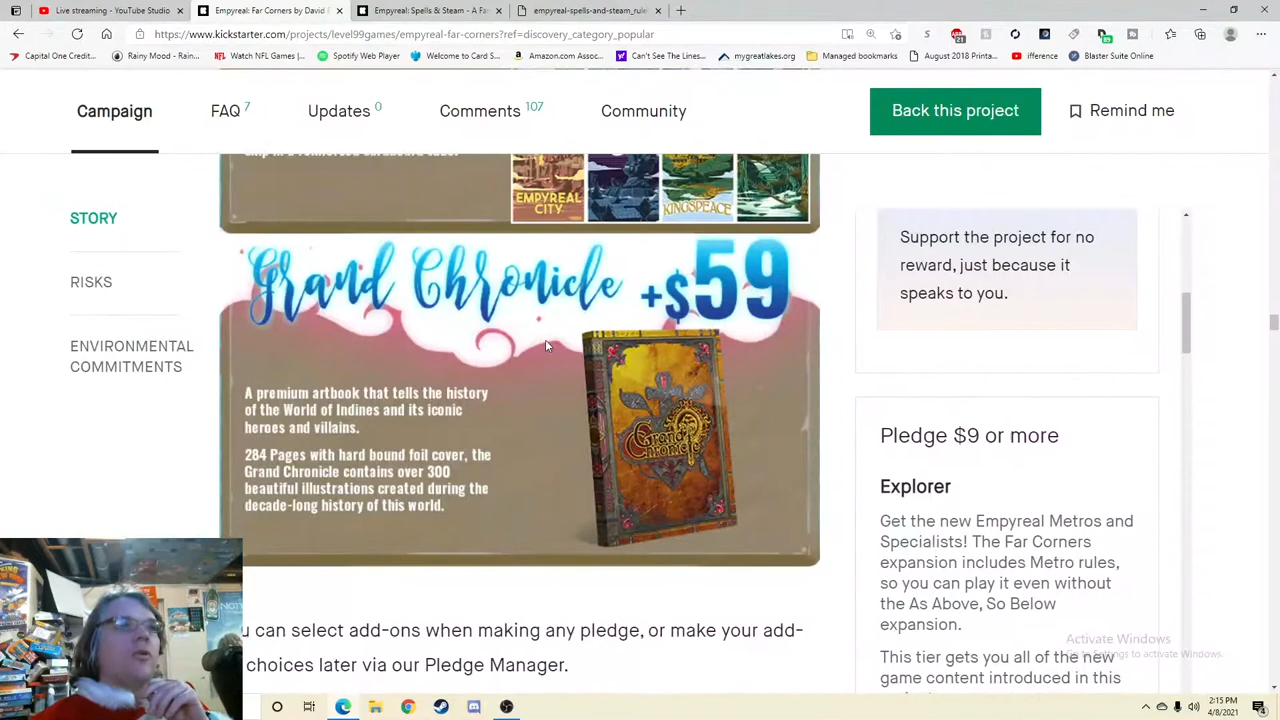 Live streaming - YouTube Studio
Empyreal: Far Corners by David
Empyreal: Spells & Steam - A Fa
empyreal-spells-and-steam_rule
https://www.kickstarter.com/projects/level99games/empyreal-far-corners?ref=discovery_category_popular
Capital One Credit...
Rainy Mood - Rain...
Watch NFL Games |...
Spotify Web Player
Welcome to Card S...
Amazon.com Assoc...
Can't See The Lines...
mygreatlakes.org
Managed bookmarks
August 2018 Printa...
ifference
Blaster Suite Online
Campaign
FAQ 7
Updates 0
Comments 107
Community
Back this project
Remind me
STORY
RISKS
ENVIRONMENTAL
COMMITMENTS
EMPYREAL
CITY
KINGSPEACE
Grand Chronicle +$59
A premium artbook that tells the history
of the World of Indines and its iconic
heroes and villains.
284 Pages with hard bound foil cover, the
Grand Chronicle contains over 300
beautiful illustrations created during the
decade-long history of this world.
Grand
Chronicle
u can select add-ons when making any pledge, or make your add-
choices later via our Pledge Manager.
Support the project for no
reward, just because it
speaks to you.
Pledge $9 or more
Explorer
Get the new Empyreal Metros and
Specialists! The Far Corners
expansion includes Metro rules,
so you can play it even without
the As Above, So Below
expansion.
This tier gets you all of the new
game content introduced in this
Activate Windows
Go to Settings to activate Windows.
2:15 PM
4/8/2021